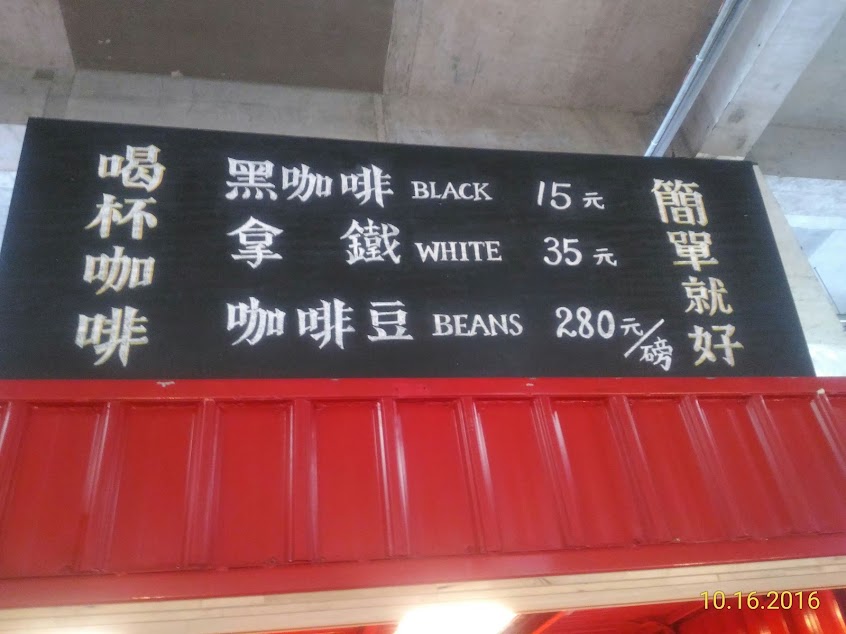 喝杯咖啡
黑咖啡 BLACK 15元
拿鐵 WHITE 35元
咖啡豆 BEANS 280元/磅
簡單就好
10.16.2016